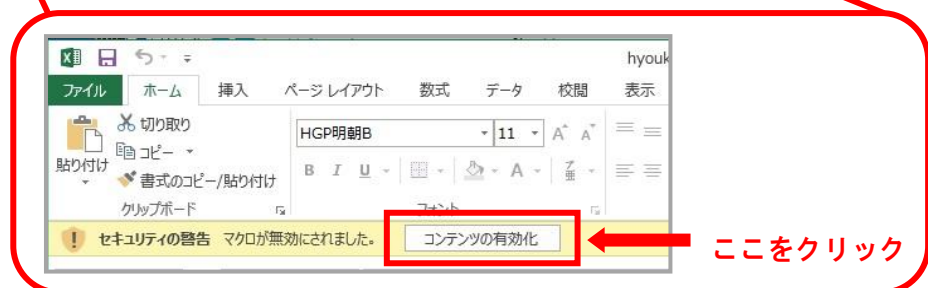 hyouk
ファイル ホーム 挿入 ページ レイアウト 数式 データ 校閲 表示
切り取り
コピー
書式のコピー/貼り付け
貼り付け
クリップボード
HGP明朝B 11 A A
B I U A 亜
フォント
セキュリティの警告 マクロが無効にされました。 コンテンツの有効化
ここをクリック